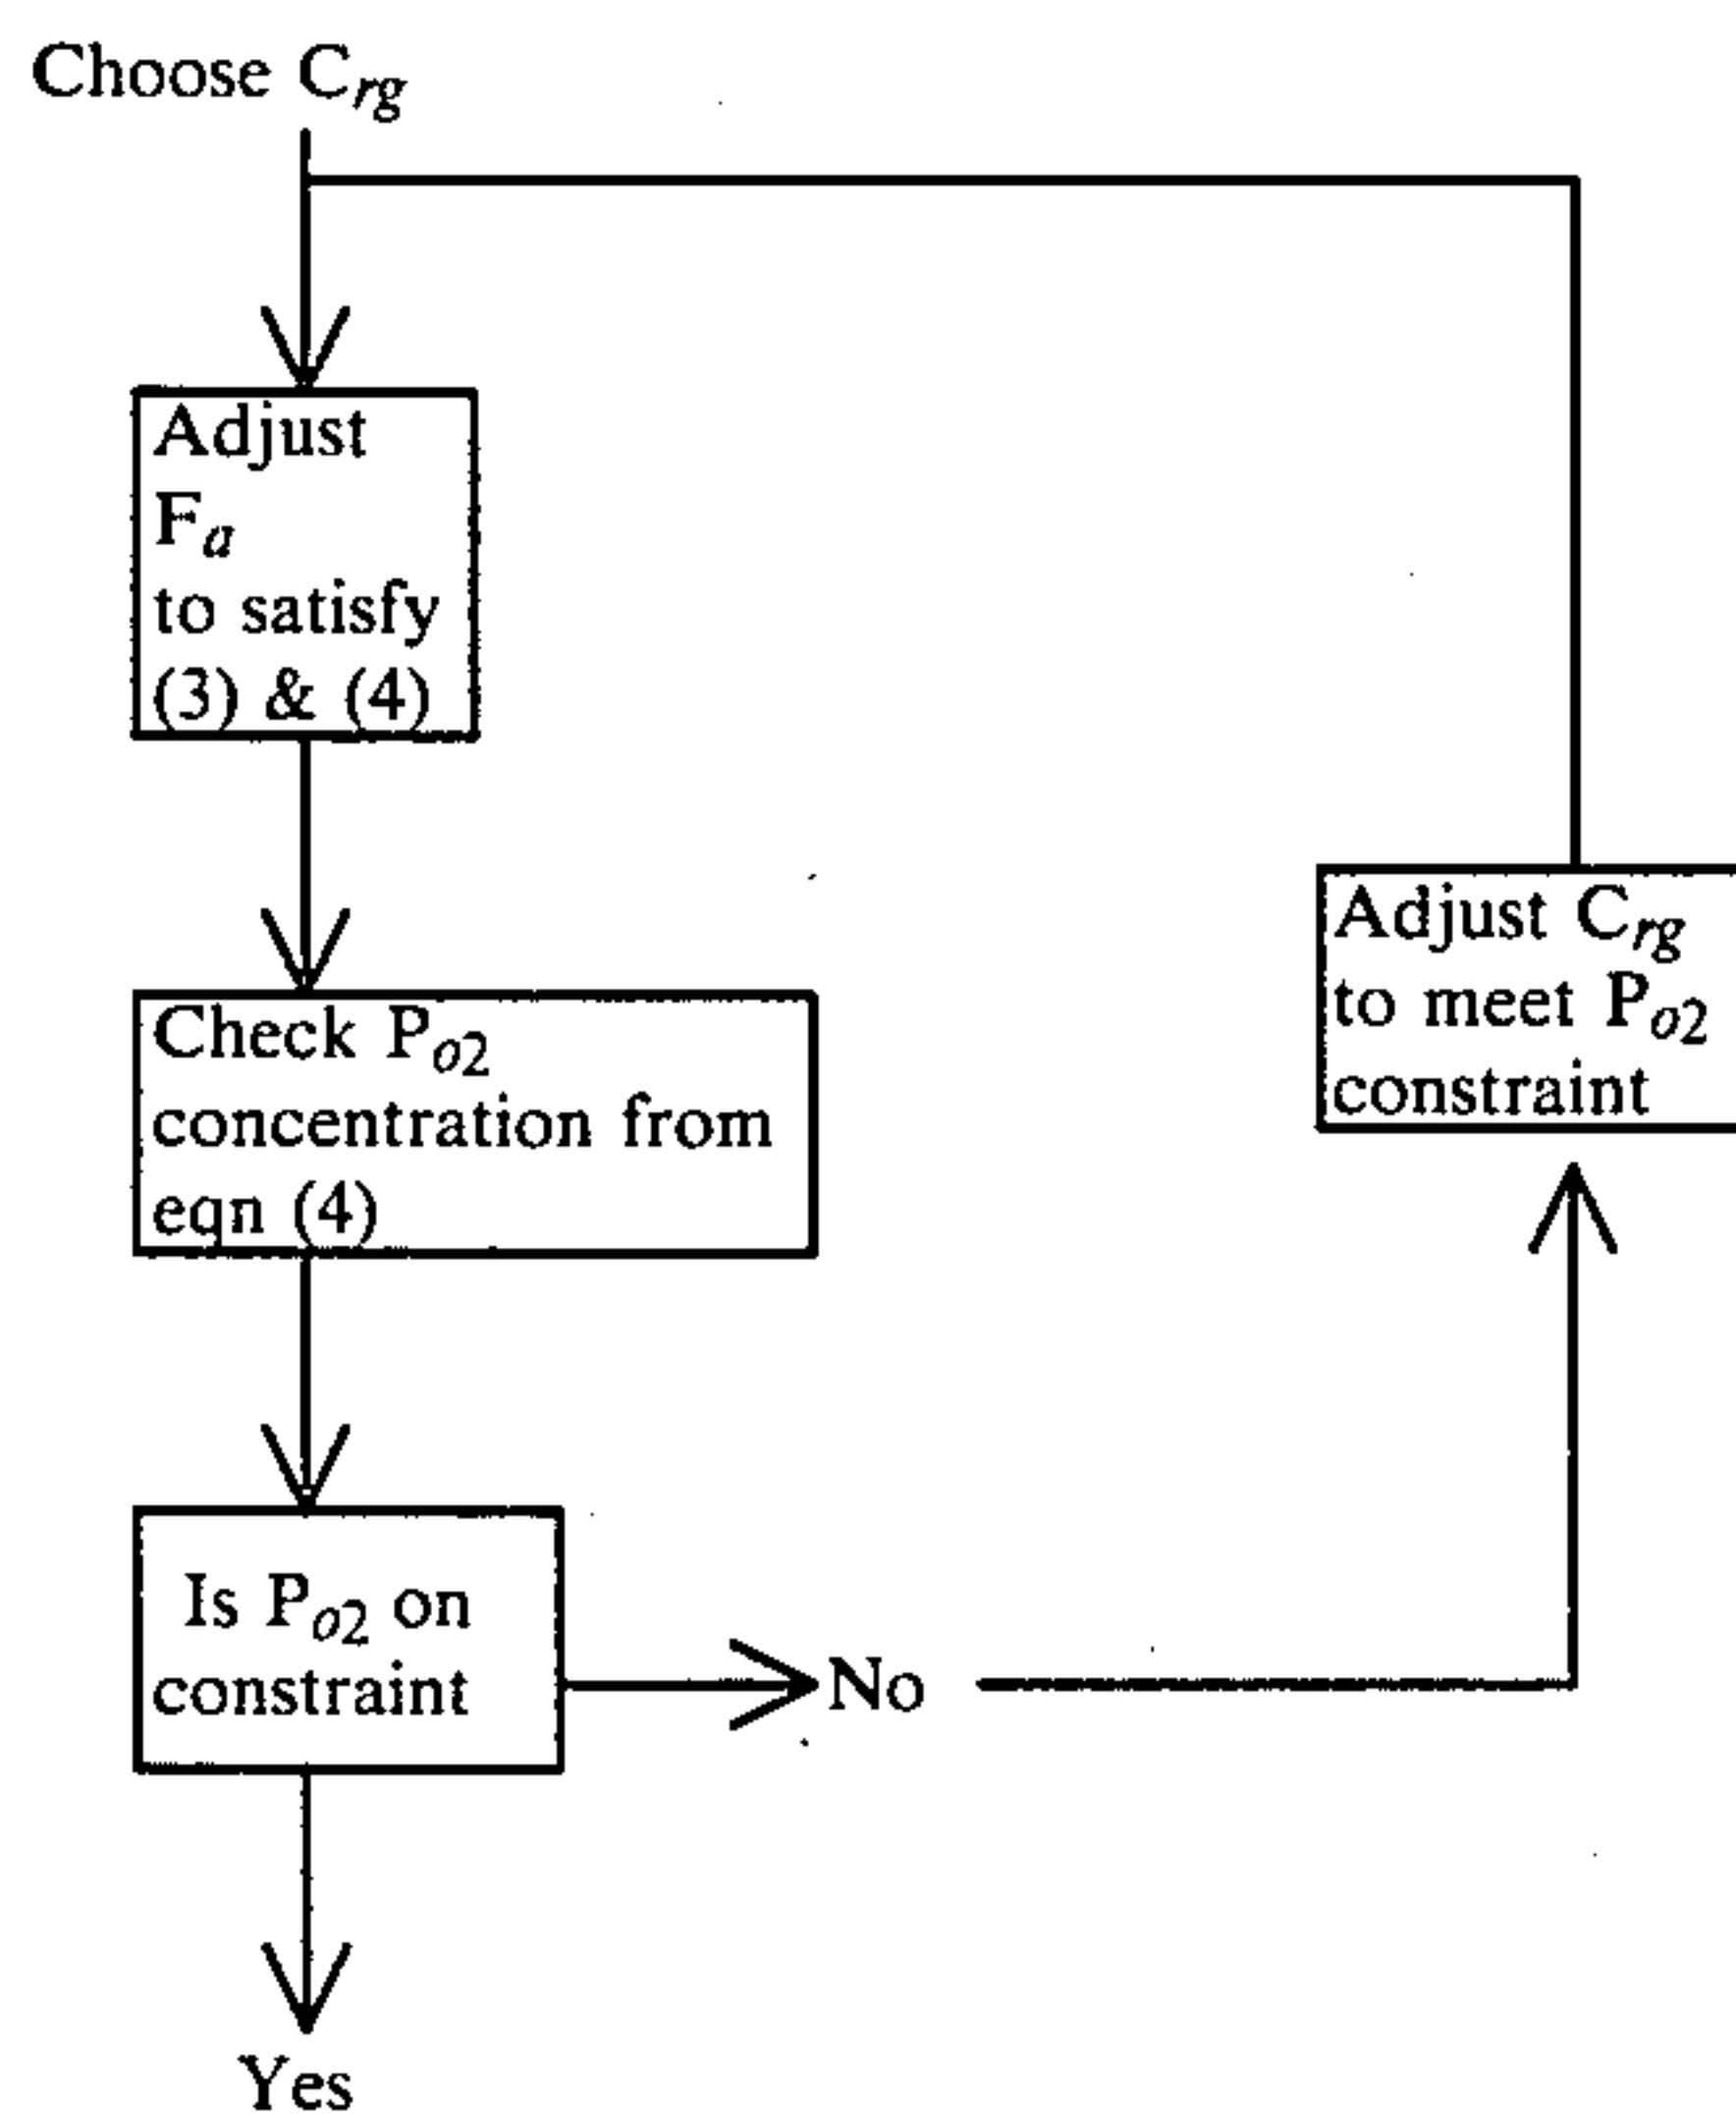 Choose C_rg
Adjust
F_a
to satisfy
(3) & (4)
Check P_o2
concentration from
eqn (4)
Is P_o2 on
constraint
No
Yes
Adjust C_rg
to meet P_o2
constraint